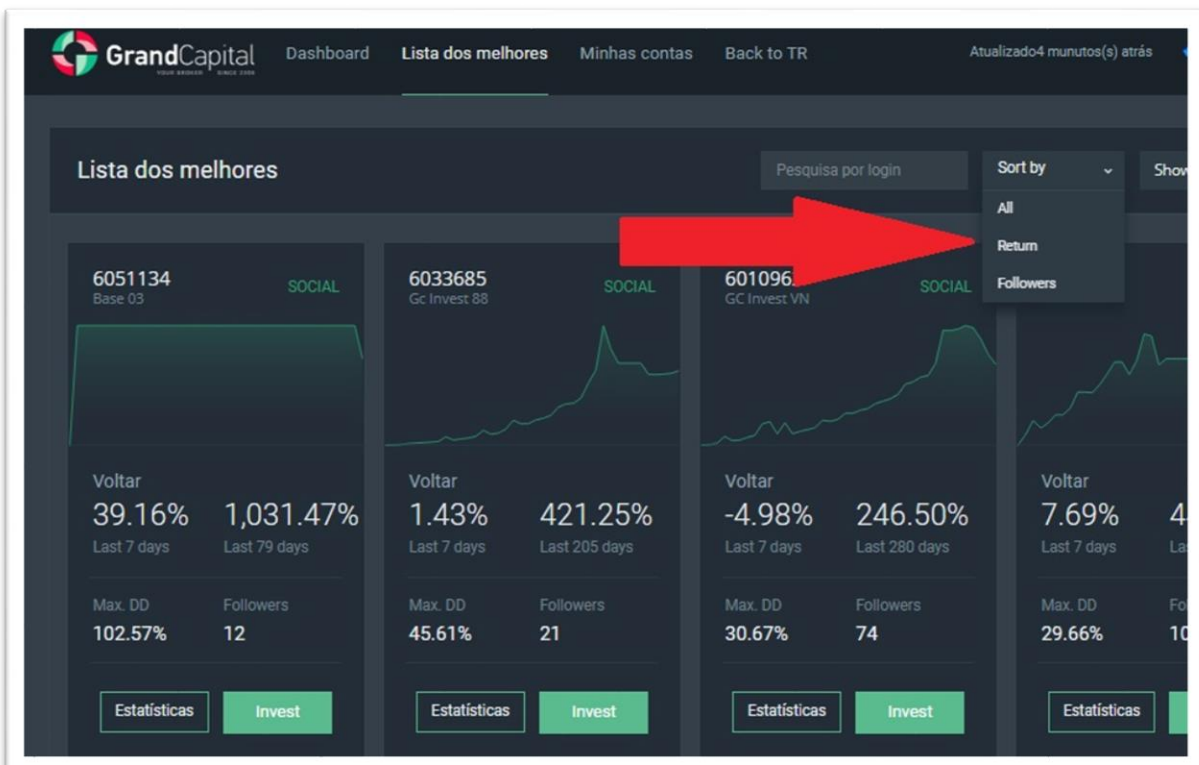 GrandCapital
YOUR BROKER SINCE 2006
Dashboard Lista dos melhores Minhas contas Back to TR Atualizado4 munutos(s) atrás
Lista dos melhores Pesquisa por login Sort by
All
Return
Followers
6051134 SOCIAL
Base 03
Voltar
39.16% 1,031.47%
Last 7 days Last 79 days
Max. DD Followers
102.57% 12
Estatísticas Invest
6033685 SOCIAL
Gc Invest 88
Voltar
1.43% 421.25%
Last 7 days Last 205 days
Max. DD Followers
45.61% 21
Estatísticas Invest
SOCIAL
GC Invest VN
Voltar
-4.98% 246.50%
Last 7 days Last 280 days
Max. DD Followers
30.67% 74
Estatísticas Invest
Voltar
7.69%
Last 7 days
Max. DD
29.66%
Estatísticas